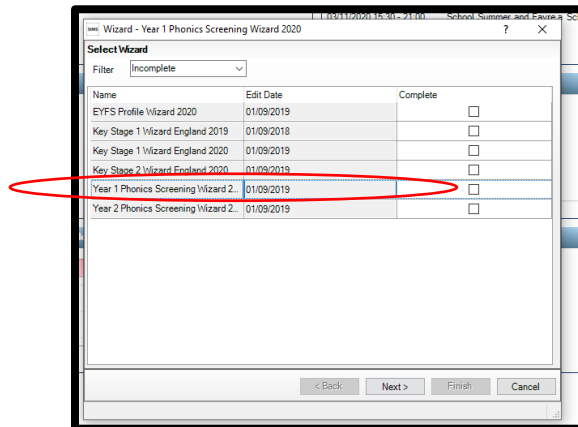 03/11/2020 15:30 - 21:00 School Summer and Fayre a Sc
SIMS Wizard - Year 1 Phonics Screening Wizard 2020 ? X
Select Wizard
Filter Incomplete
Name Edit Date Complete
EYFS Profile Wizard 2020 01/09/2019
Key Stage 1 Wizard England 2019 01/09/2018
Key Stage 1 Wizard England 2020 01/09/2019
Key Stage 2 Wizard England 2020 01/09/2019
Year 1 Phonics Screening Wizard 2... 01/09/2019
Year 2 Phonics Screening Wizard 2... 01/09/2019
< Back Next > Finish Cancel